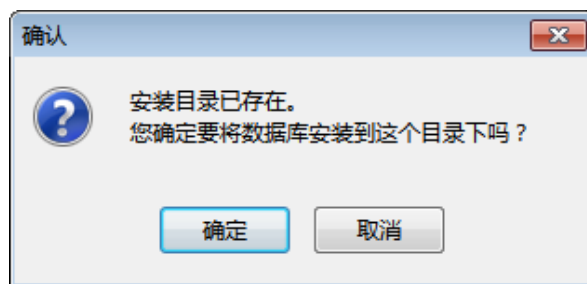 确认
安装目录已存在。
您确定要将数据库安装到这个目录下吗？
确定
取消